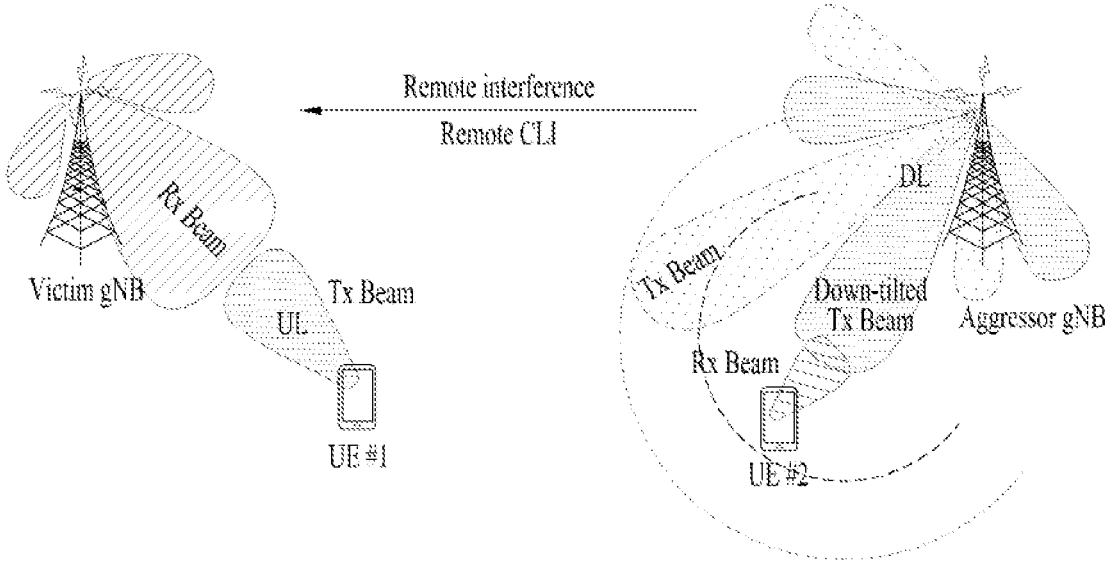 Remote interference
Remote CLI
Rx Beam
Victim gNB
Tx Beam
UL
UE #1
DL
Tx Beam
Down-tilted
Tx Beam
Aggressor gNB
Rx Beam
UE #2